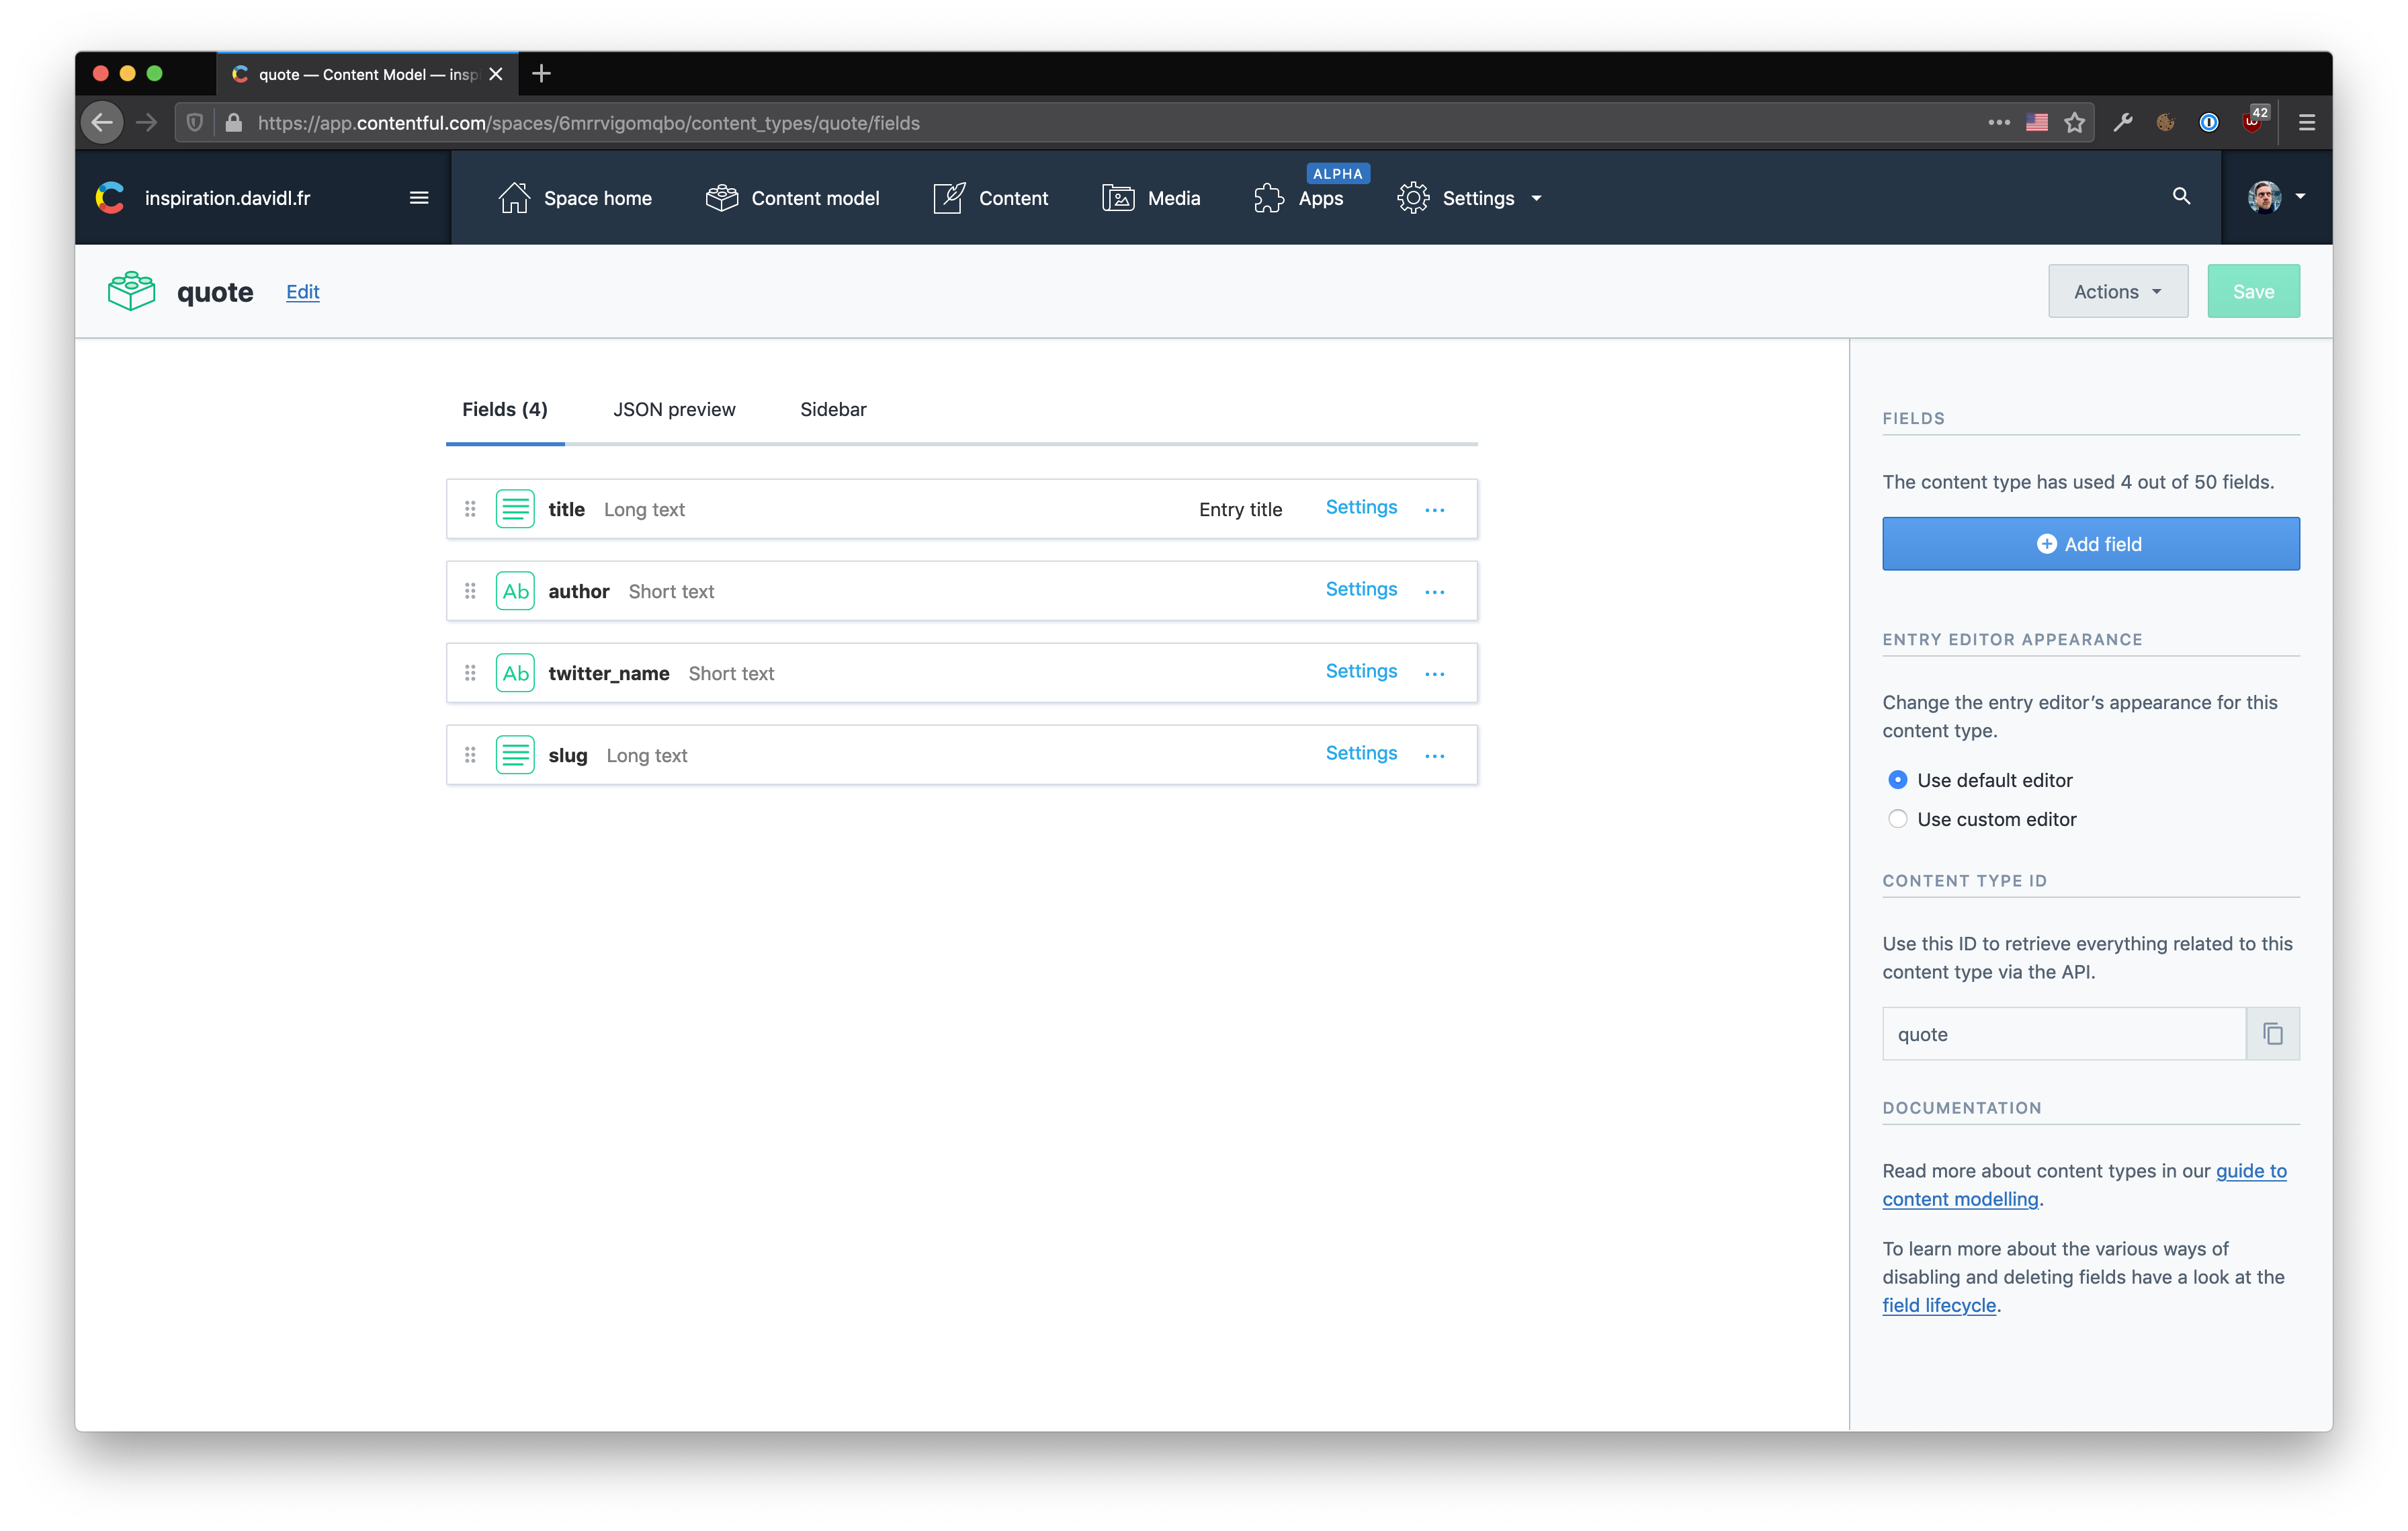 quote — Content Model — insp
https://app.contentful.com/spaces/6mrrvigomqbo/content_types/quote/fields
42
inspiration.davidl.fr
Space home
Content model
Content
Media
ALPHA
Apps
Settings
quote
Edit
Actions
Save
Fields (4)
JSON preview
Sidebar
title Long text Entry title Settings ...
Ab author Short text Settings ...
Ab twitter_name Short text Settings ...
slug Long text Settings ...
FIELDS
The content type has used 4 out of 50 fields.
Add field
ENTRY EDITOR APPEARANCE
Change the entry editor’s appearance for this
content type.
Use default editor
Use custom editor
CONTENT TYPE ID
Use this ID to retrieve everything related to this
content type via the API.
quote
DOCUMENTATION
Read more about content types in our guide to
content modelling.
To learn more about the various ways of
disabling and deleting fields have a look at the
field lifecycle.